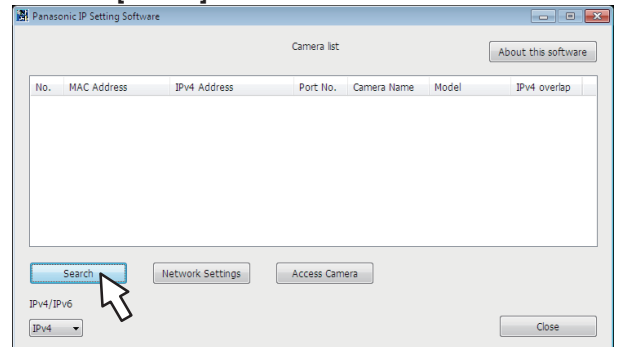 Panasonic IP Setting Software
Camera list
About this software
No. MAC Address IPv4 Address Port No. Camera Name Model IPv4 overlap
Search Network Settings Access Camera
IPv4/IPv6
IPv4 Close